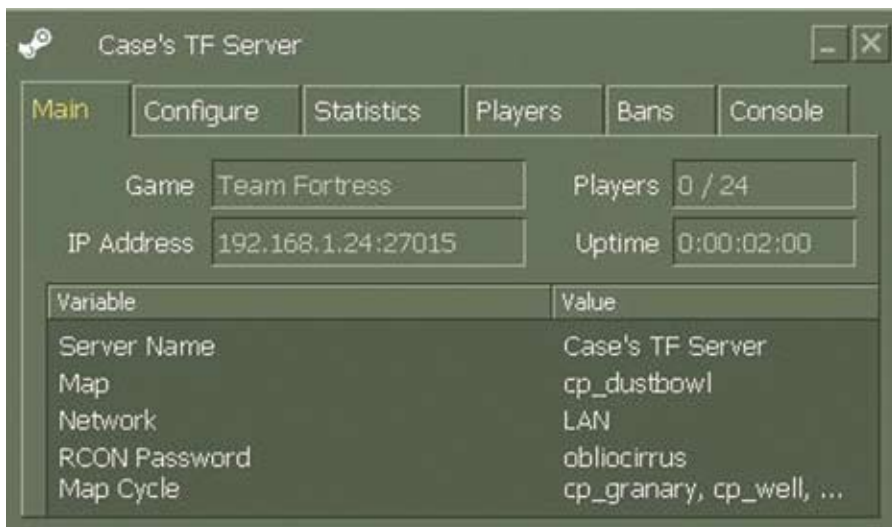 Case's TF Server
Main Configure Statistics Players Bans Console
Game Team Fortress Players 0 / 24
IP Address 192.168.1.24:27015 Uptime 0:00:02:00
Variable Value
Server Name Case's TF Server
Map cp_dustbowl
Network LAN
RCON Password obliocirrus
Map Cycle cp_granary, cp_well, ...